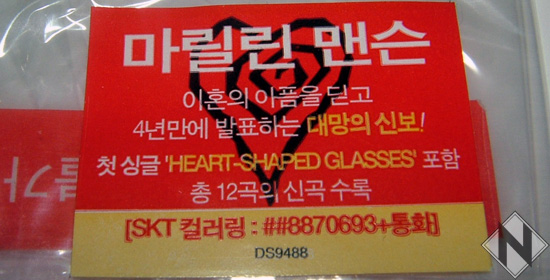 마릴린 맨슨
이혼의 아픔을 딛고
4년만에 발표하는 대망의 신보!
첫 싱글 'HEART-SHAPED GLASSES' 포함
총 12곡의 신곡 수록
[SKT 컬러링 : ##8870693+통화]
DS9488
N